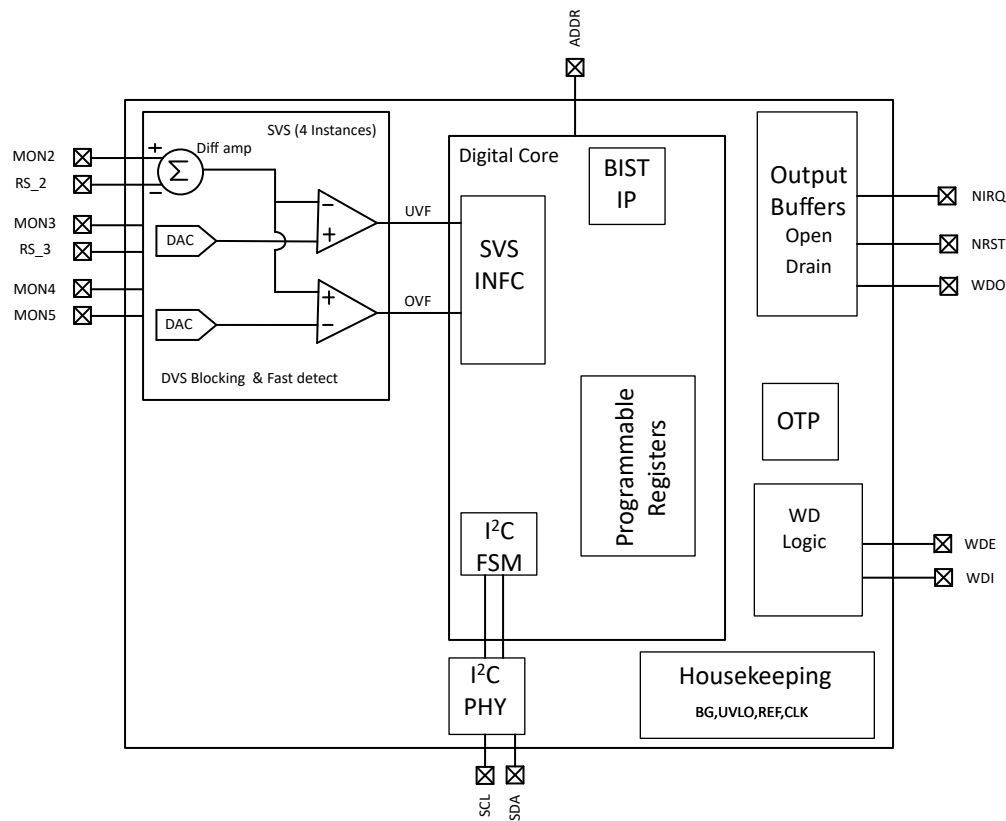 ADDR
SVS (4 Instances)
+
Diff amp
Σ
−
MON2
RS_2
MON3
RS_3
MON4
MON5
DAC
−
+
UVF
DAC
+
−
OVF
DVS Blocking & Fast detect
Digital Core
BIST
IP
SVS
INFC
Programmable
Registers
I²C
FSM
I²C
PHY
SCL
SDA
Output
Buffers
Open
Drain
NIRQ
NRST
WDO
OTP
WD
Logic
WDE
WDI
Housekeeping
BG,UVLO,REF,CLK